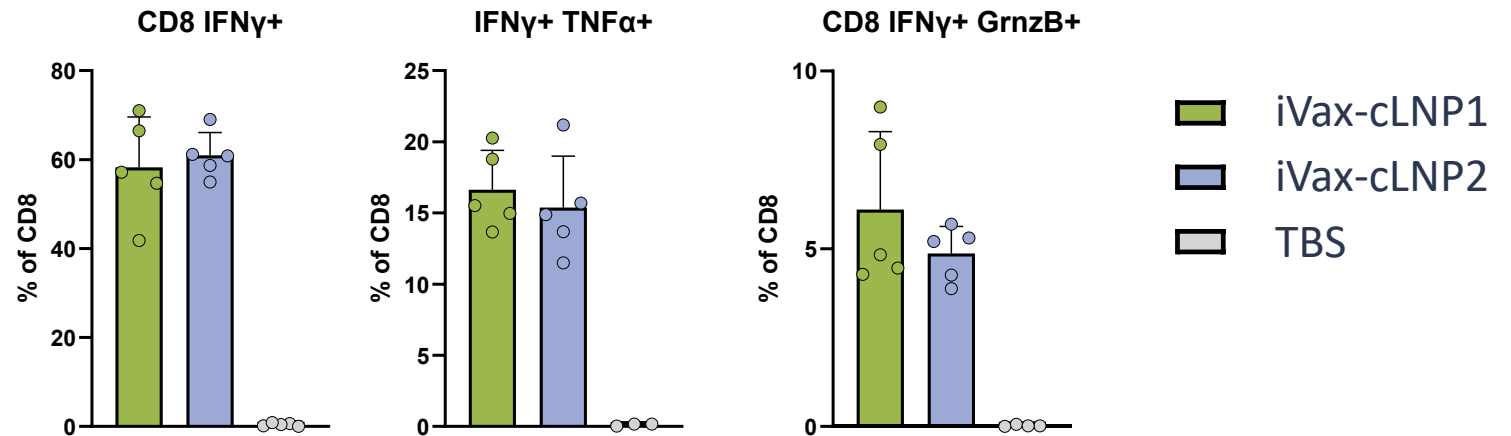 CD8 IFNγ+
IFNγ+ TNFα+
CD8 IFNγ+ GrnzB+
% of CD8
80
60
40
20
0
% of CD8
25
20
15
10
5
0
% of CD8
10
5
0
iVax-cLNP1
iVax-cLNP2
TBS